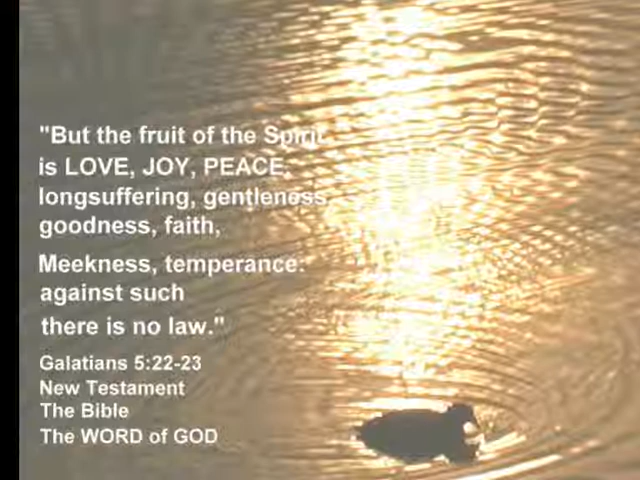 "But the fruit of the Spirit
is LOVE, JOY, PEACE,
longsuffering, gentleness,
goodness, faith,
Meekness, temperance:
against such
there is no law."
Galatians 5:22-23
New Testament
The Bible
The WORD of GOD